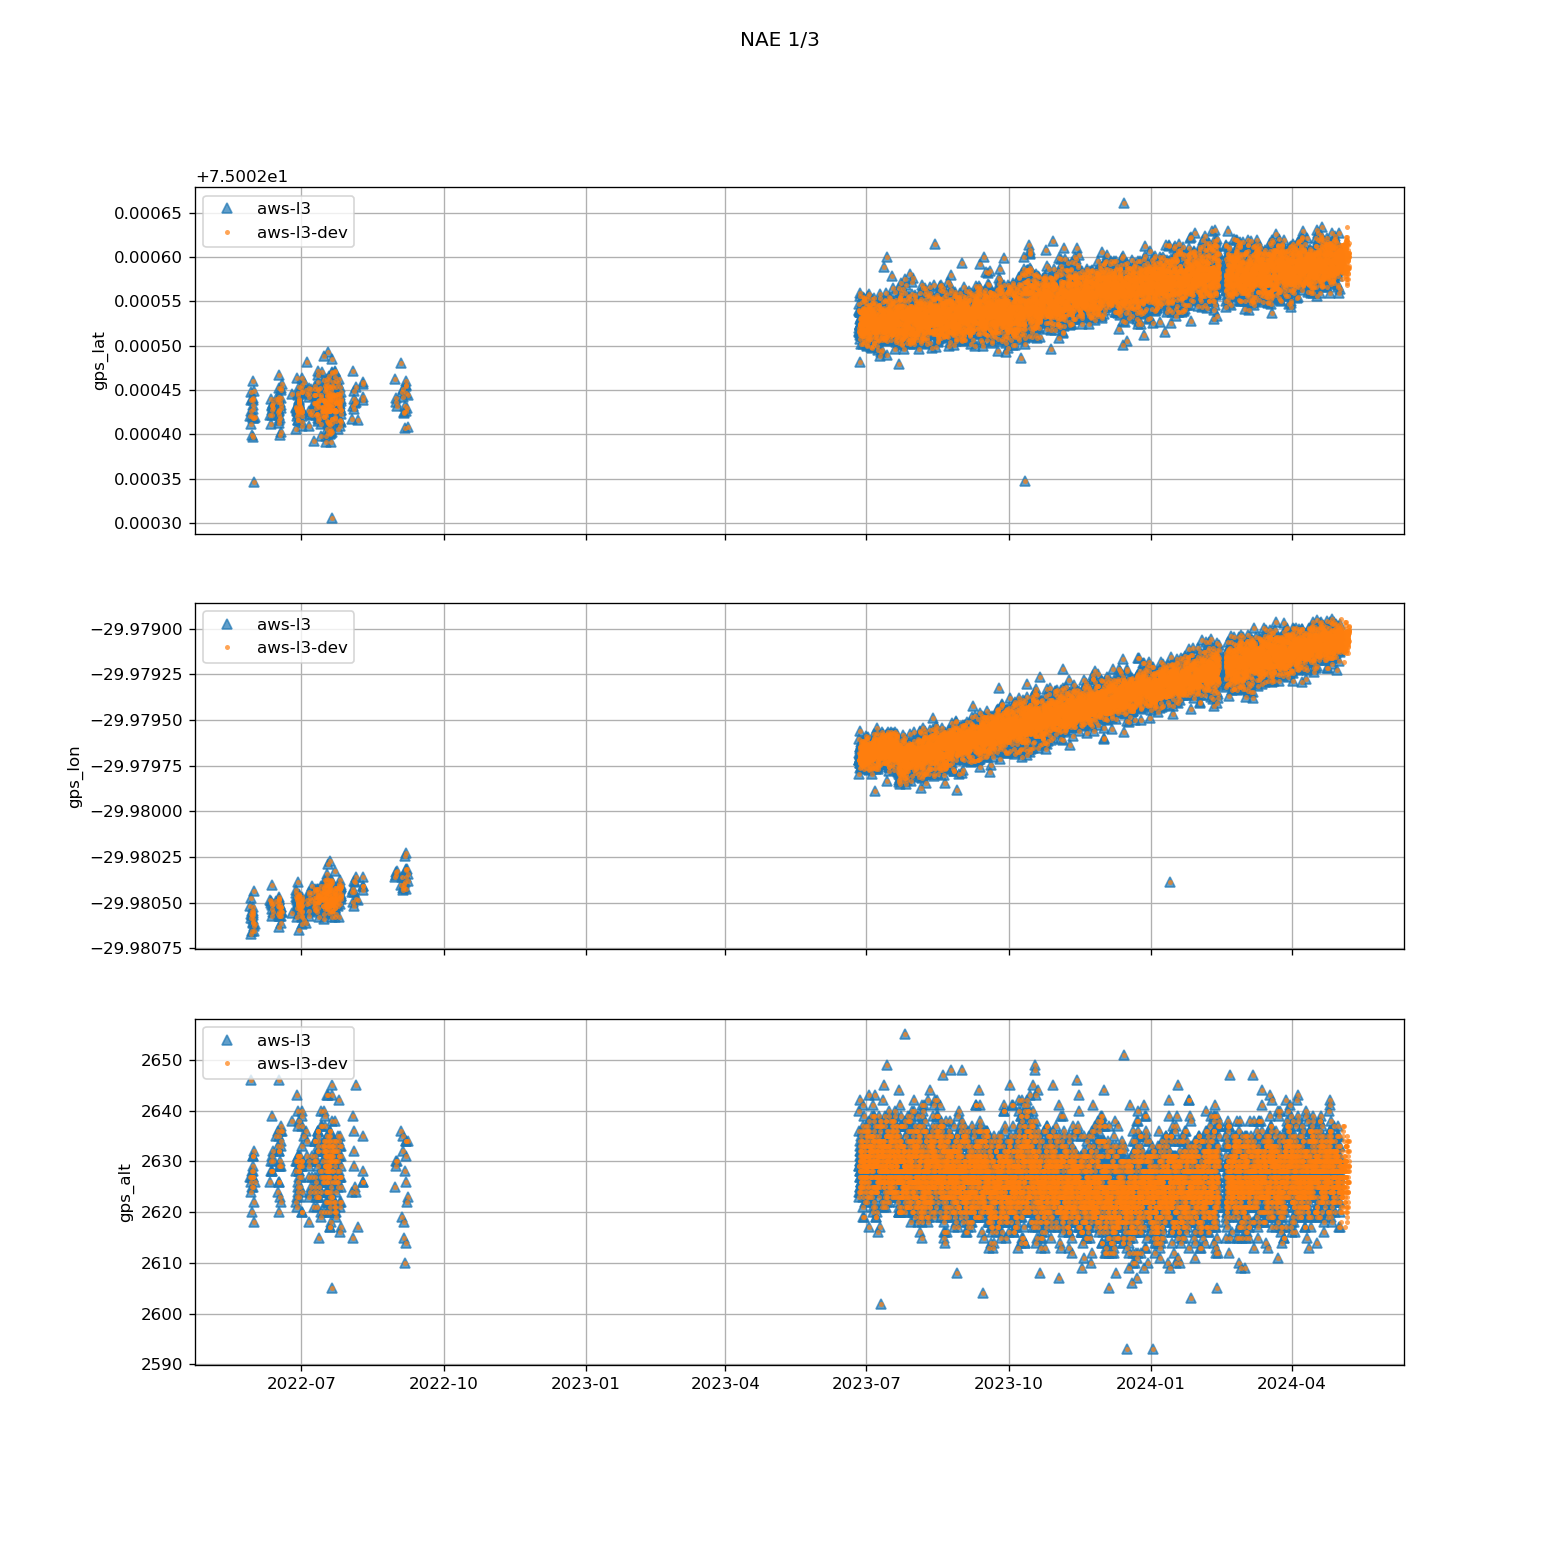 NAE 1/3
+7.5002e1
aws-l3
aws-l3-dev
0.00065
0.00060
0.00055
0.00050
0.00045
0.00040
0.00035
0.00030
gps_lat
aws-l3
aws-l3-dev
−29.97900
−29.97925
−29.97950
−29.97975
−29.98000
−29.98025
−29.98050
−29.98075
gps_lon
aws-l3
aws-l3-dev
2650
2640
2630
2620
2610
2600
2590
gps_alt
2022-07 2022-10 2023-01 2023-04 2023-07 2023-10 2024-01 2024-04